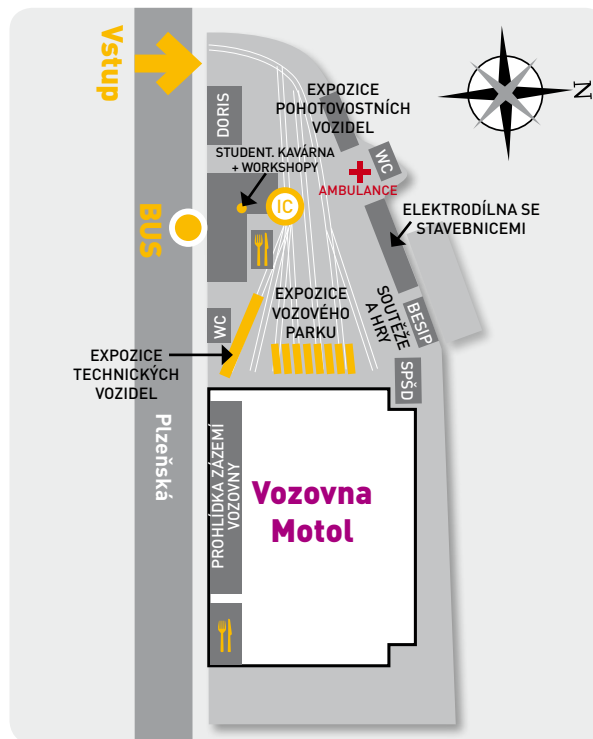 Vstup
DORIS
EXPOZICE
POHOTOVOSTNÍCH
VOZIDEL
N
STUDENT. KAVÁRNA
+ WORKSHOPY
WC
AMBULANCE
IC
BUS
ELEKTRODÍLNA SE
STAVEBNICEMI
EXPOZICE
VOZOVÉHO
PARKU
SOUTĚŽE
A HRY
BESIP
WC
EXPOZICE
TECHNICKÝCH
VOZIDEL
SPŠD
Plzeňská
PROHLÍDKA ZÁZEMÍ
VOZOVNY
Vozovna
Motol